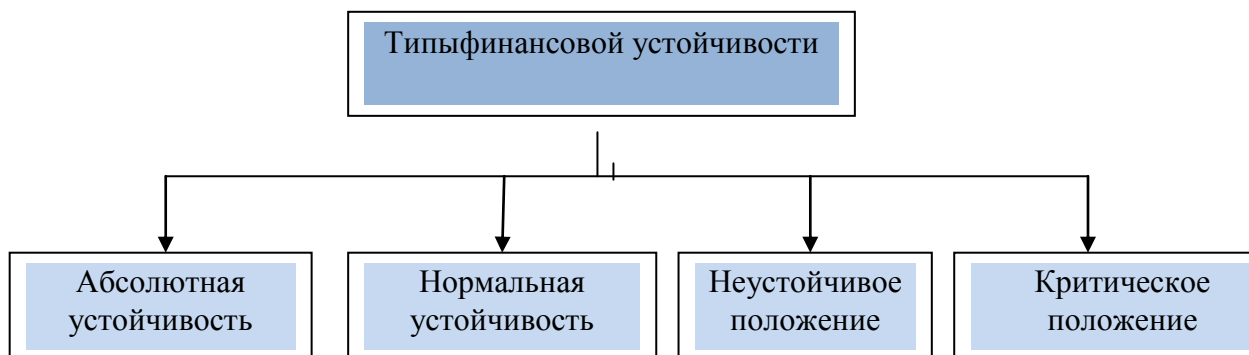 Типыфинансовой устойчивости
Абсолютная
устойчивость
Нормальная
устойчивость
Неустойчивое
положение
Критическое
положение